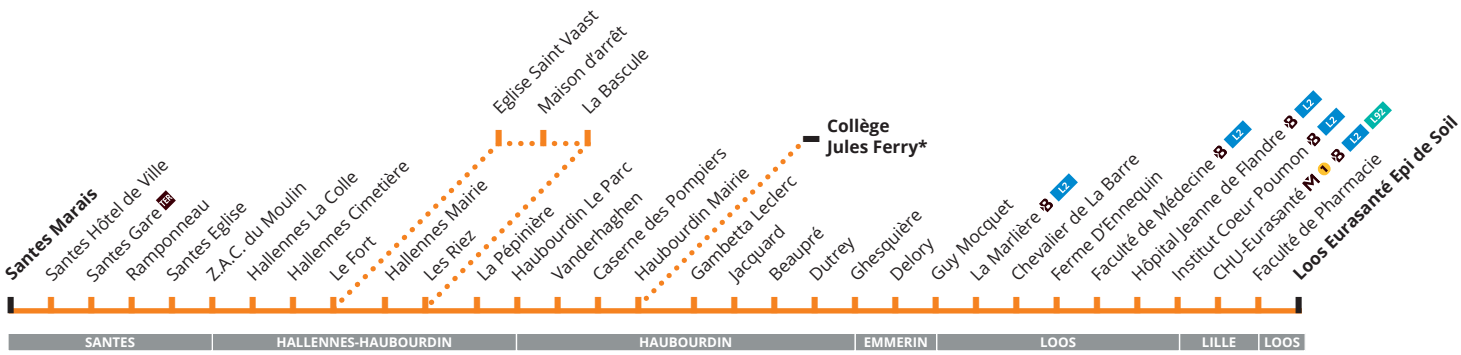 Eglise Saint Vaast
Maison d'arrêt
La Bascule
Collège
Jules Ferry*
Santes Marais
Santes Hôtel de Ville
Santes Gare TER
Ramponneau
Santes Eglise
Z.A.C. du Moulin
Hallennes La Colle
Hallennes Cimetière
Le Fort
Hallennes Mairie
Les Riez
La Pépinière
Haubourdin Le Parc
Vanderhaghen
Caserne des Pompiers
Haubourdin Mairie
Gambetta Leclerc
Jacquard
Beaupré
Dutrey
Ghesquière
Delory
Guy Mocquet
La Marlière L2
Chevalier de La Barre
Ferme D'Ennequin
Faculté de Médecine L2
Hôpital Jeanne de Flandre L2
Institut Coeur Poumon L2
CHU-Eurasanté M 1 L2 L92
Faculté de Pharmacie
Loos Eurasanté Epi de Soil
SANTES
HALLENNES-HAUBOURDIN
HAUBOURDIN
EMMERIN
LOOS
LILLE
LOOS